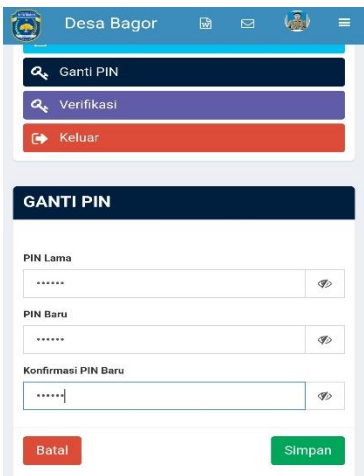 Desa Bagor
Ganti PIN
Verifikasi
Keluar
GANTI PIN
PIN Lama
••••••
PIN Baru
••••••
Konfirmasi PIN Baru
••••••
Batal
Simpan